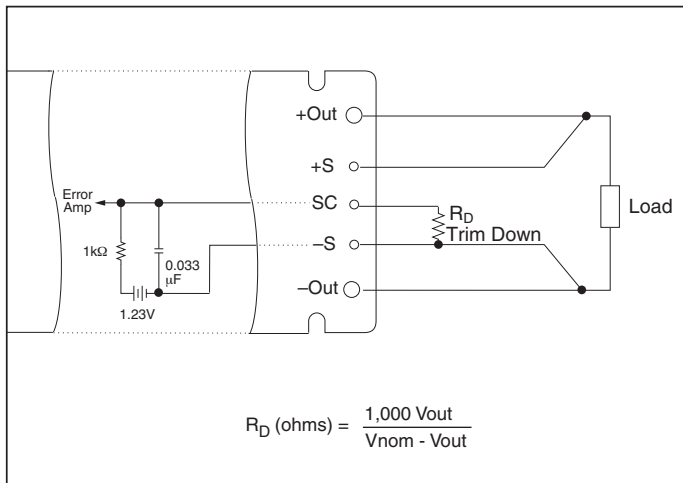 +Out
+S
Error
Amp
SC
R_D
Trim Down
Load
1kΩ
0.033
μF
–S
1.23V
–Out
R_D (ohms) = 1,000 Vout
Vnom - Vout